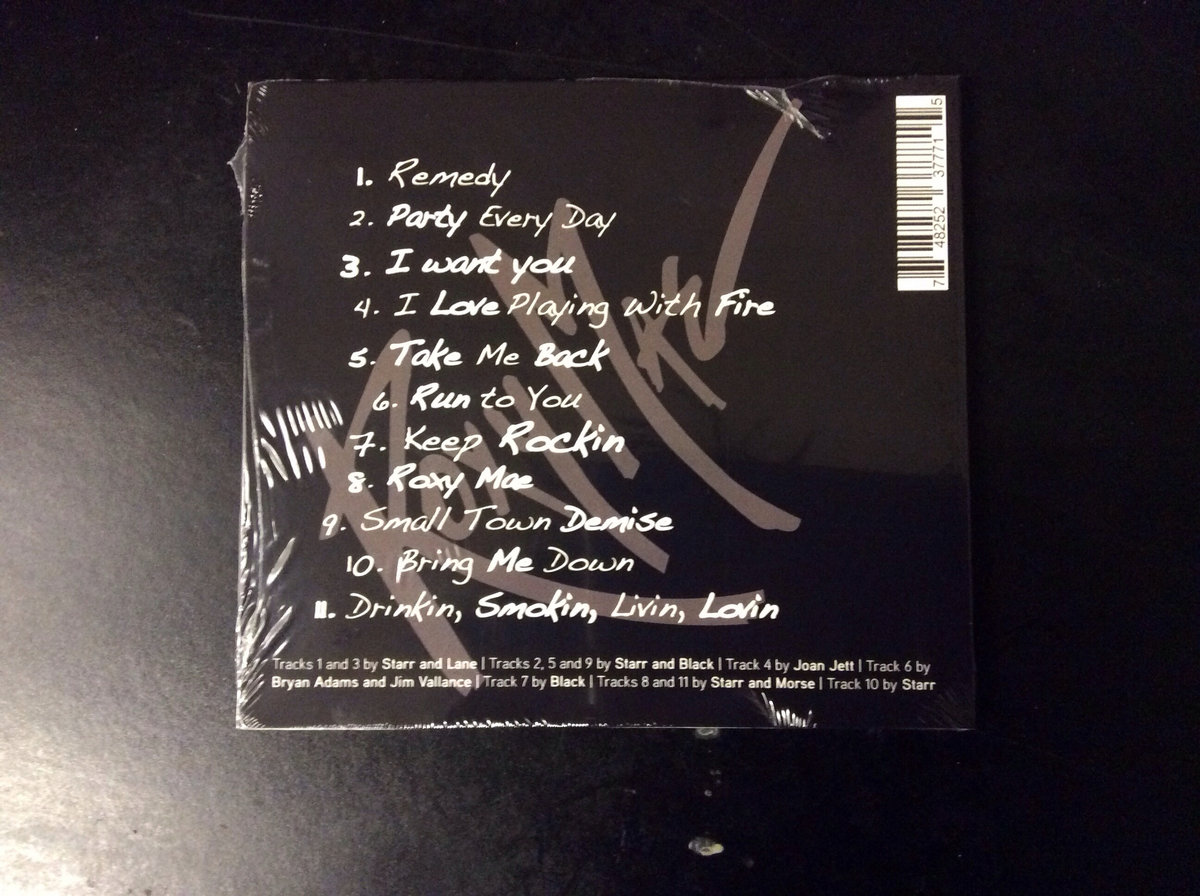 1. Remedy
2. Party Every Day
3. I want you
4. I Love Playing With Fire
5. Take Me Back
6. Run to You
7. Keep Rockin
8. Roxy Mae
9. Small Town Demise
10. Bring Me Down
11. Drinkin, Smokin, Livin, Lovin
Tracks 1 and 3 by Starr and Lane | Tracks 2, 5 and 9 by Starr and Black | Track 4 by Joan Jett | Track 6 by
Bryan Adams and Jim Vallance | Track 7 by Black | Tracks 8 and 11 by Starr and Morse | Track 10 by Starr
7 48252 37771 5
Roxy Mae